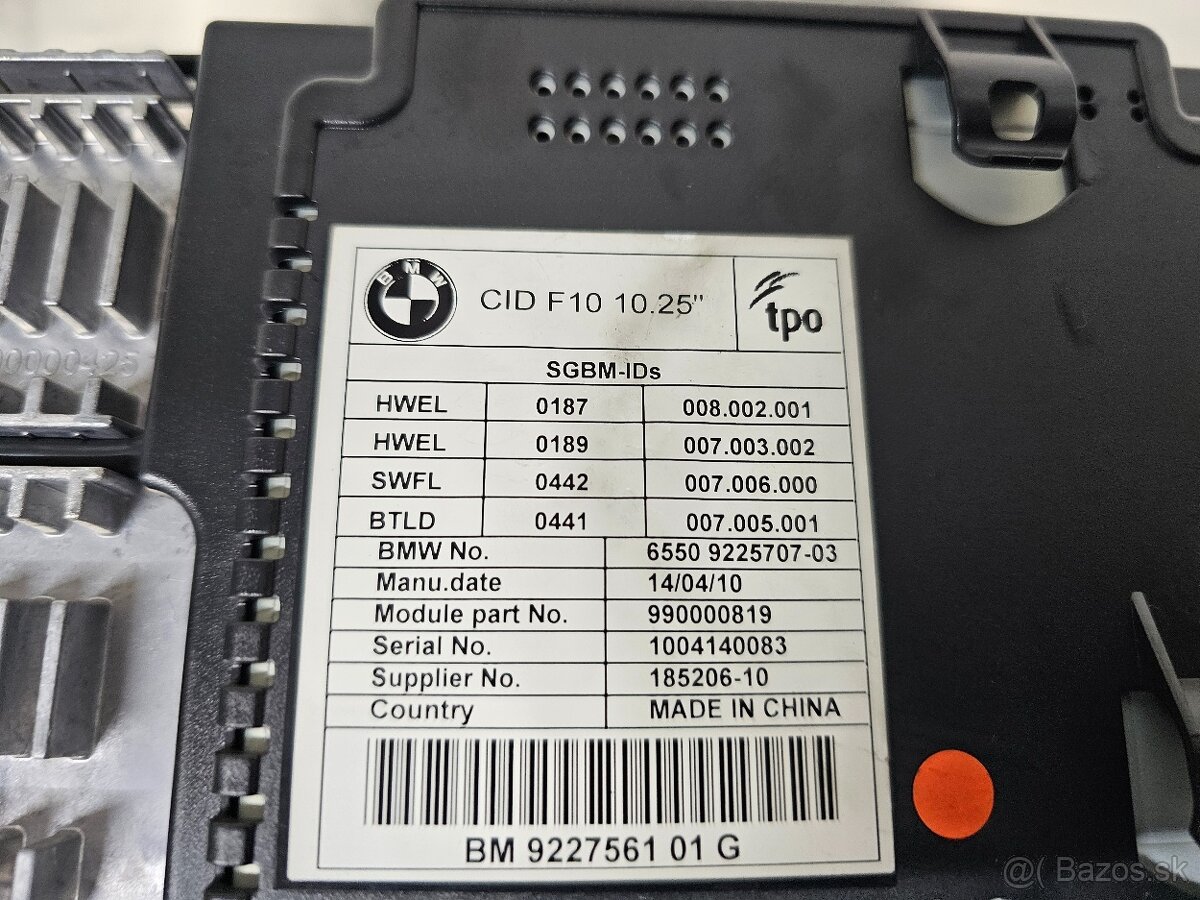 BMW
CID F10 10.25"
tpo
SGBM-IDs
HWEL 0187 008.002.001
HWEL 0189 007.003.002
SWFL 0442 007.006.000
BTLD 0441 007.005.001
BMW No. 6550 9225707-03
Manu.date 14/04/10
Module part No. 990000819
Serial No. 1004140083
Supplier No. 185206-10
Country MADE IN CHINA
BM 9227561 01 G
@( Bazos.sk